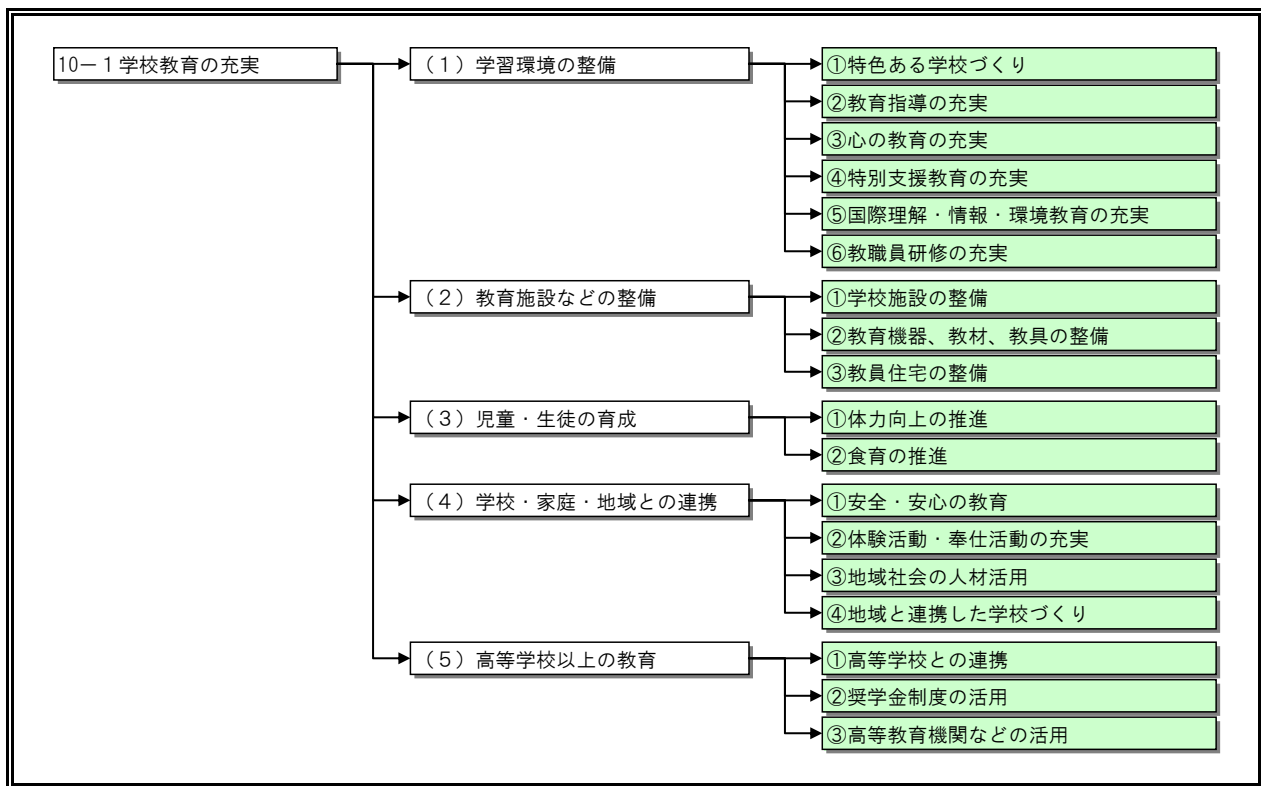 10－1学校教育の充実
（1）学習環境の整備
①特色ある学校づくり
②教育指導の充実
③心の教育の充実
④特別支援教育の充実
⑤国際理解・情報・環境教育の充実
⑥教職員研修の充実
（2）教育施設などの整備
①学校施設の整備
②教育機器、教材、教具の整備
③教員住宅の整備
（3）児童・生徒の育成
①体力向上の推進
②食育の推進
（4）学校・家庭・地域との連携
①安全・安心の教育
②体験活動・奉仕活動の充実
③地域社会の人材活用
④地域と連携した学校づくり
（5）高等学校以上の教育
①高等学校との連携
②奨学金制度の活用
③高等教育機関などの活用